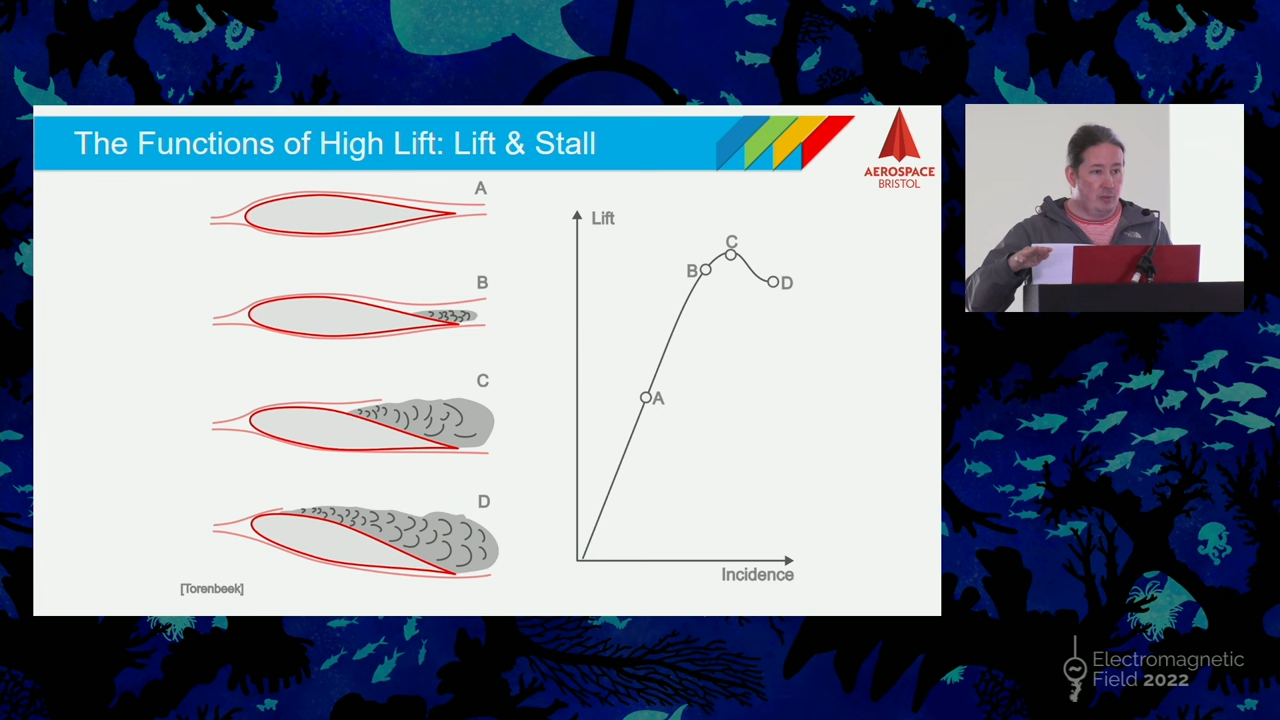 The Functions of High Lift: Lift & Stall
AEROSPACE
BRISTOL
A
B
C
D
[Torenbeek]
Lift
C
B
D
A
Incidence
Electromagnetic
Field 2022